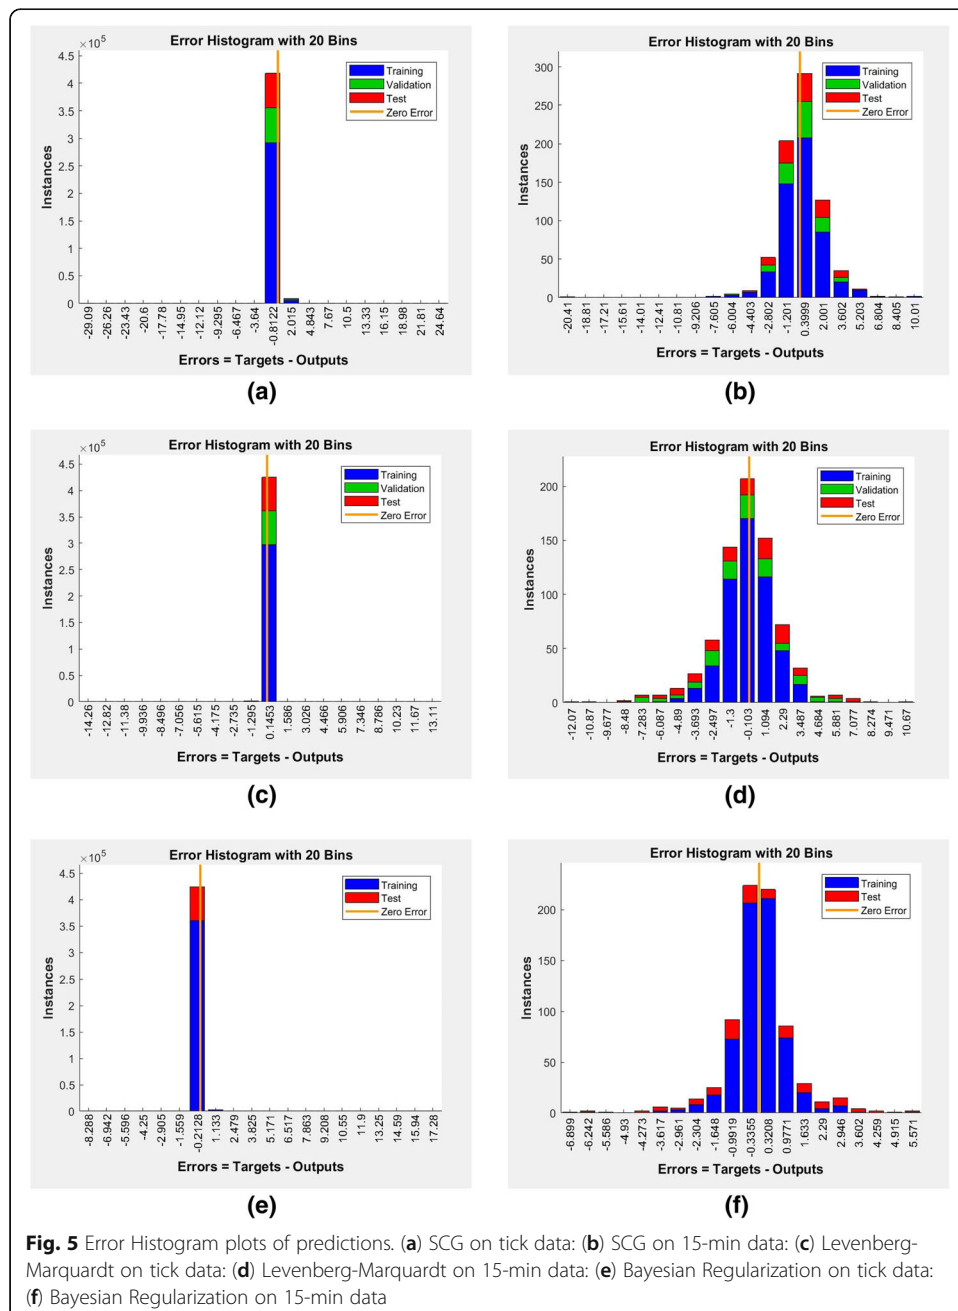 Error Histogram with 20 Bins
×10^5
4.5
4
3.5
3
2.5
2
1.5
1
0.5
0
Instances
Training
Validation
Test
Zero Error
-29.09 -26.26 -23.43 -20.6 -17.78 -14.95 -12.12 -9.295 -6.467 -3.64 -0.8122 2.015 4.843 7.67 10.5 13.33 16.15 18.98 21.81 24.64
Errors = Targets - Outputs
(a)
Error Histogram with 20 Bins
300
250
200
150
100
50
0
Instances
Training
Validation
Test
Zero Error
-20.41 -18.81 -17.21 -15.61 -14.01 -12.41 -10.81 -9.206 -7.605 -6.004 -4.403 -2.802 -1.201 0.3999 2.001 3.602 5.203 6.804 8.405 10.01
Errors = Targets - Outputs
(b)
Error Histogram with 20 Bins
×10^5
4.5
4
3.5
3
2.5
2
1.5
1
0.5
0
Instances
Training
Validation
Test
Zero Error
-14.26 -12.82 -11.38 -9.936 -8.496 -7.056 -5.615 -4.175 -2.735 -1.295 0.1453 1.586 3.026 4.466 5.906 7.346 8.786 10.23 11.67 13.11
Errors = Targets - Outputs
(c)
Error Histogram with 20 Bins
200
150
100
50
0
Instances
Training
Validation
Test
Zero Error
-12.07 -10.87 -9.677 -8.48 -7.283 -6.087 -4.89 -3.693 -2.497 -1.3 -0.103 1.094 2.29 3.487 4.684 5.881 7.077 8.274 9.471 10.67
Errors = Targets - Outputs
(d)
Error Histogram with 20 Bins
×10^5
4.5
4
3.5
3
2.5
2
1.5
1
0.5
0
Instances
Training
Test
Zero Error
-8.288 -6.942 -5.596 -4.25 -2.905 -1.559 -0.2128 1.133 2.479 3.825 5.171 6.517 7.863 9.208 10.55 11.9 13.25 14.59 15.94 17.28
Errors = Targets - Outputs
(e)
Error Histogram with 20 Bins
200
150
100
50
0
Instances
Training
Test
Zero Error
-6.899 -6.242 -5.586 -4.93 -4.273 -3.617 -2.961 -2.304 -1.648 -0.9919 -0.3355 0.3208 0.9771 1.633 2.29 2.946 3.602 4.259 4.915 5.571
Errors = Targets - Outputs
(f)
Fig. 5 Error Histogram plots of predictions. (a) SCG on tick data: (b) SCG on 15-min data: (c) Levenberg-
Marquardt on tick data: (d) Levenberg-Marquardt on 15-min data: (e) Bayesian Regularization on tick data:
(f) Bayesian Regularization on 15-min data